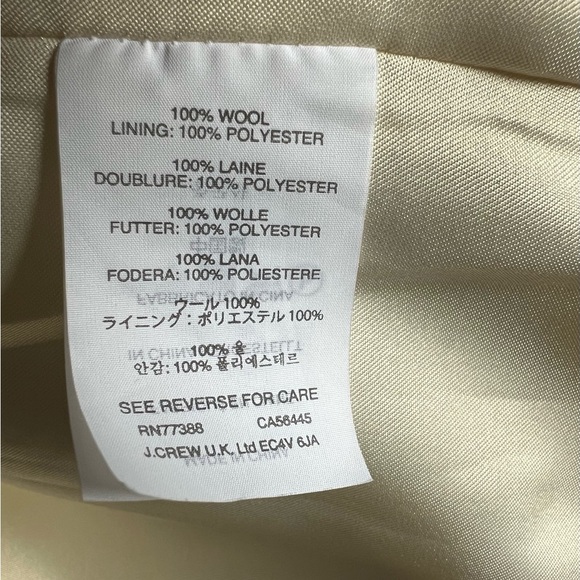 100% WOOL
LINING: 100% POLYESTER
100% LAINE
DOUBLURE: 100% POLYESTER
100% WOLLE
FUTTER: 100% POLYESTER
100% LANA
FODERA: 100% POLIESTERE
ウール 100%
ライニング : ポリエステル 100%
100% 울
안감: 100% 폴리에스테르
SEE REVERSE FOR CARE
RN77388 CA56445
J.CREW U.K. Ltd EC4V 6JA